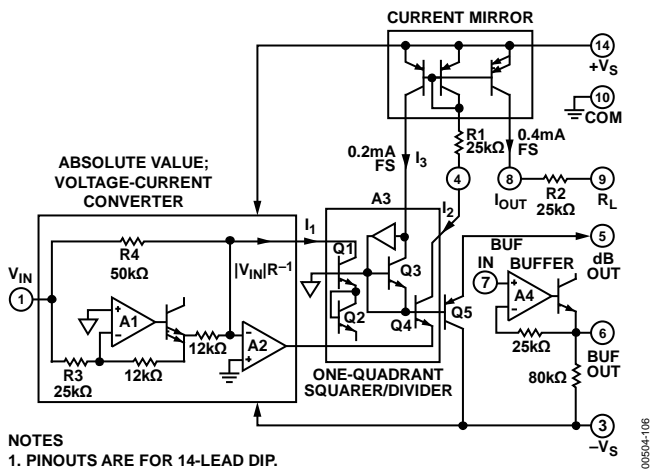 CURRENT MIRROR
14
+VS
10
COM
R1
25kΩ
0.2mA
FS
I3
0.4mA
FS
4
8
IOUT
R2
25kΩ
9
RL
ABSOLUTE VALUE;
VOLTAGE-CURRENT
CONVERTER
A3
I1
I2
R4
50kΩ
|VIN|R–1
Q1
Q2
Q3
Q4
Q5
VIN
1
A1
+
–
12kΩ
R3
25kΩ
12kΩ
–
A2
+
ONE-QUADRANT
SQUARER/DIVIDER
BUF
IN
7
BUFFER
+
A4
–
5
dB
OUT
25kΩ
6
BUF
OUT
80kΩ
3
–VS
NOTES
1. PINOUTS ARE FOR 14-LEAD DIP.
00504-106